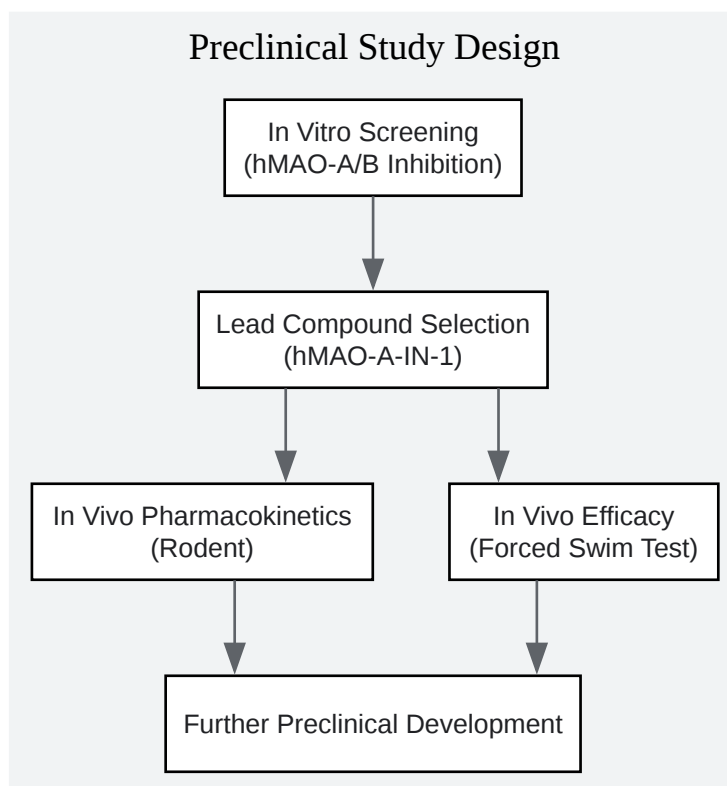 Preclinical Study Design
In Vitro Screening
(hMAO-A/B Inhibition)
Lead Compound Selection
(hMAO-A-IN-1)
In Vivo Pharmacokinetics
(Rodent)
In Vivo Efficacy
(Forced Swim Test)
Further Preclinical Development